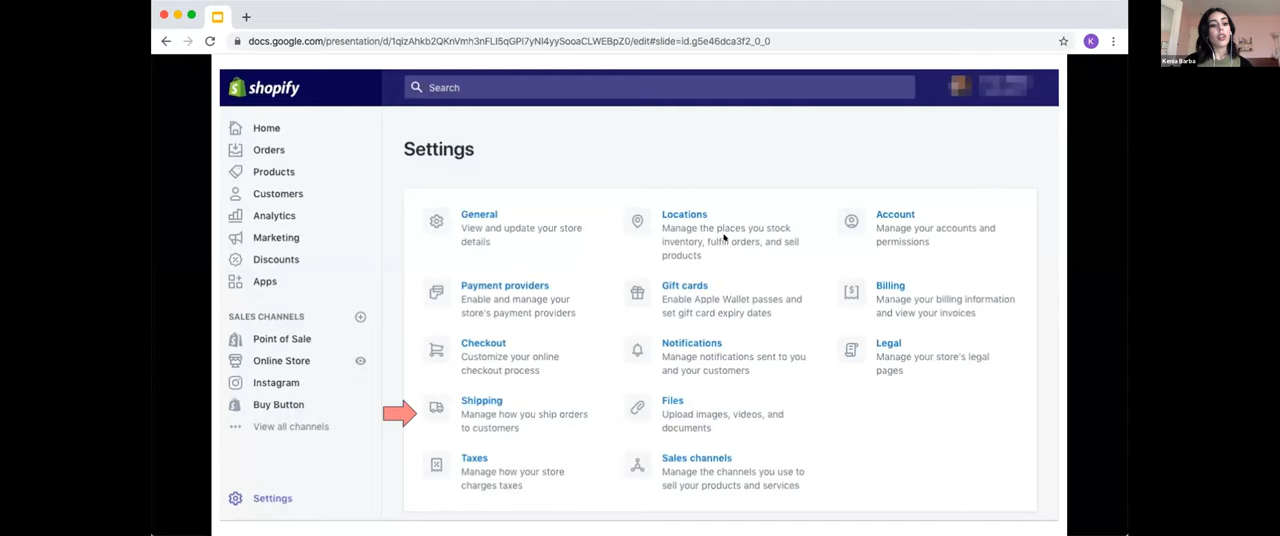 docs.google.com/presentation/d/1qizAhkb2QKnVmh3nFLI5qGPl7yNl4yySooaCLWEBpZ0/edit#slide=id.g5e46dca3f2_0_0
K
Kenia Barba
shopify
Search
Home
Orders
Products
Customers
Analytics
Marketing
Discounts
Apps
SALES CHANNELS
Point of Sale
Online Store
Instagram
Buy Button
View all channels
Settings
Settings
General
View and update your store
details
Locations
Manage the places you stock
inventory, fulfill orders, and sell
products
Account
Manage your accounts and
permissions
Payment providers
Enable and manage your
store's payment providers
Gift cards
Enable Apple Wallet passes and
set gift card expiry dates
Billing
Manage your billing information
and view your invoices
Checkout
Customize your online
checkout process
Notifications
Manage notifications sent to you
and your customers
Legal
Manage your store's legal
pages
Shipping
Manage how you ship orders
to customers
Files
Upload images, videos, and
documents
Taxes
Manage how your store
charges taxes
Sales channels
Manage the channels you use to
sell your products and services